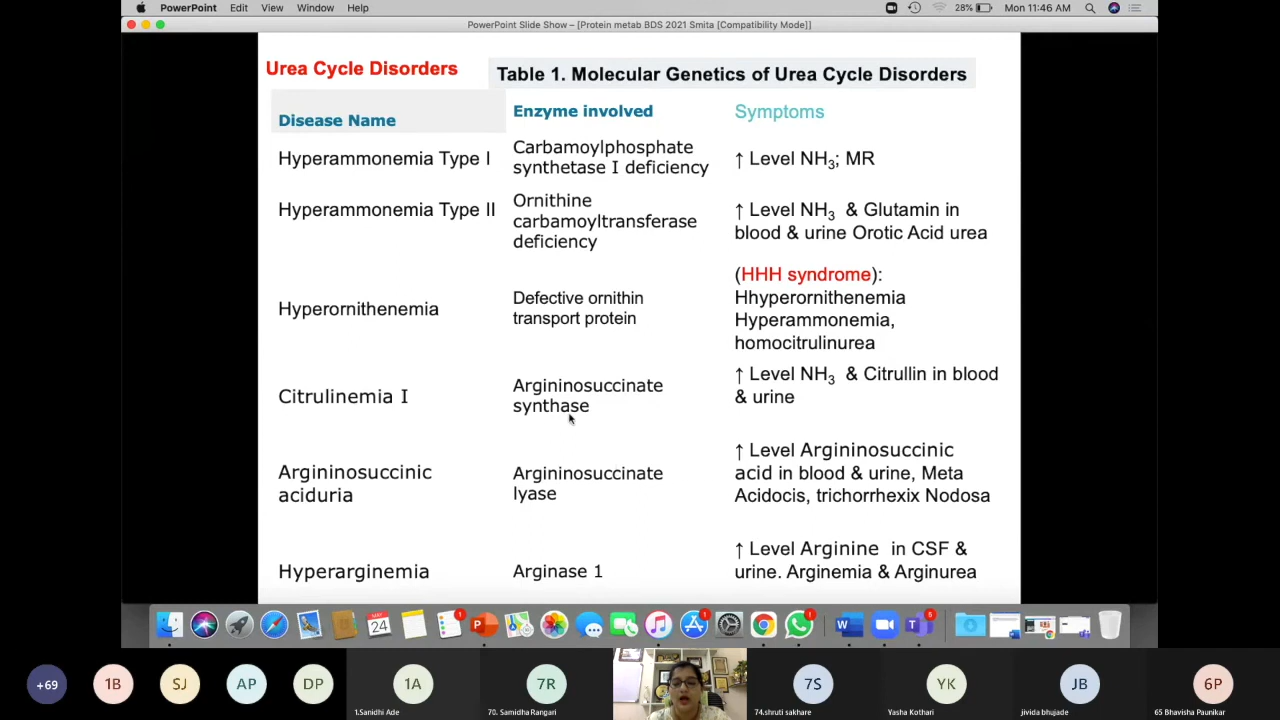 PowerPoint Edit View Window Help 28% Mon 11:46 AM
PowerPoint Slide Show – [Protein metab BDS 2021 Smita [Compatibility Mode]]
Urea Cycle Disorders
Table 1. Molecular Genetics of Urea Cycle Disorders
Disease Name
Enzyme involved
Symptoms
Hyperammonemia Type I
Carbamoylphosphate
synthetase I deficiency
↑ Level NH3; MR
Hyperammonemia Type II
Ornithine
carbamoyltransferase
deficiency
↑ Level NH3 & Glutamin in
blood & urine Orotic Acid urea
Hyperornithenemia
Defective ornithin
transport protein
(HHH syndrome):
Hhyperornithenemia
Hyperammonemia,
homocitrulinurea
Citrulinemia I
Argininosuccinate
synthase
↑ Level NH3 & Citrullin in blood
& urine
Argininosuccinic
aciduria
Argininosuccinate
lyase
↑ Level Argininosuccinic
acid in blood & urine, Meta
Acidocis, trichorrhexix Nodosa
Hyperarginemia
Arginase 1
↑ Level Arginine in CSF &
urine. Arginemia & Arginurea
MAY
24
+69
1B
SJ
AP
DP
1A
7R
7S
YK
JB
6P
1.Sanidhi Ade
70. Samidha Rangari
74.shruti sakhare
Yasha Kothari
jivida bhujade
65 Bhavisha Paunikar